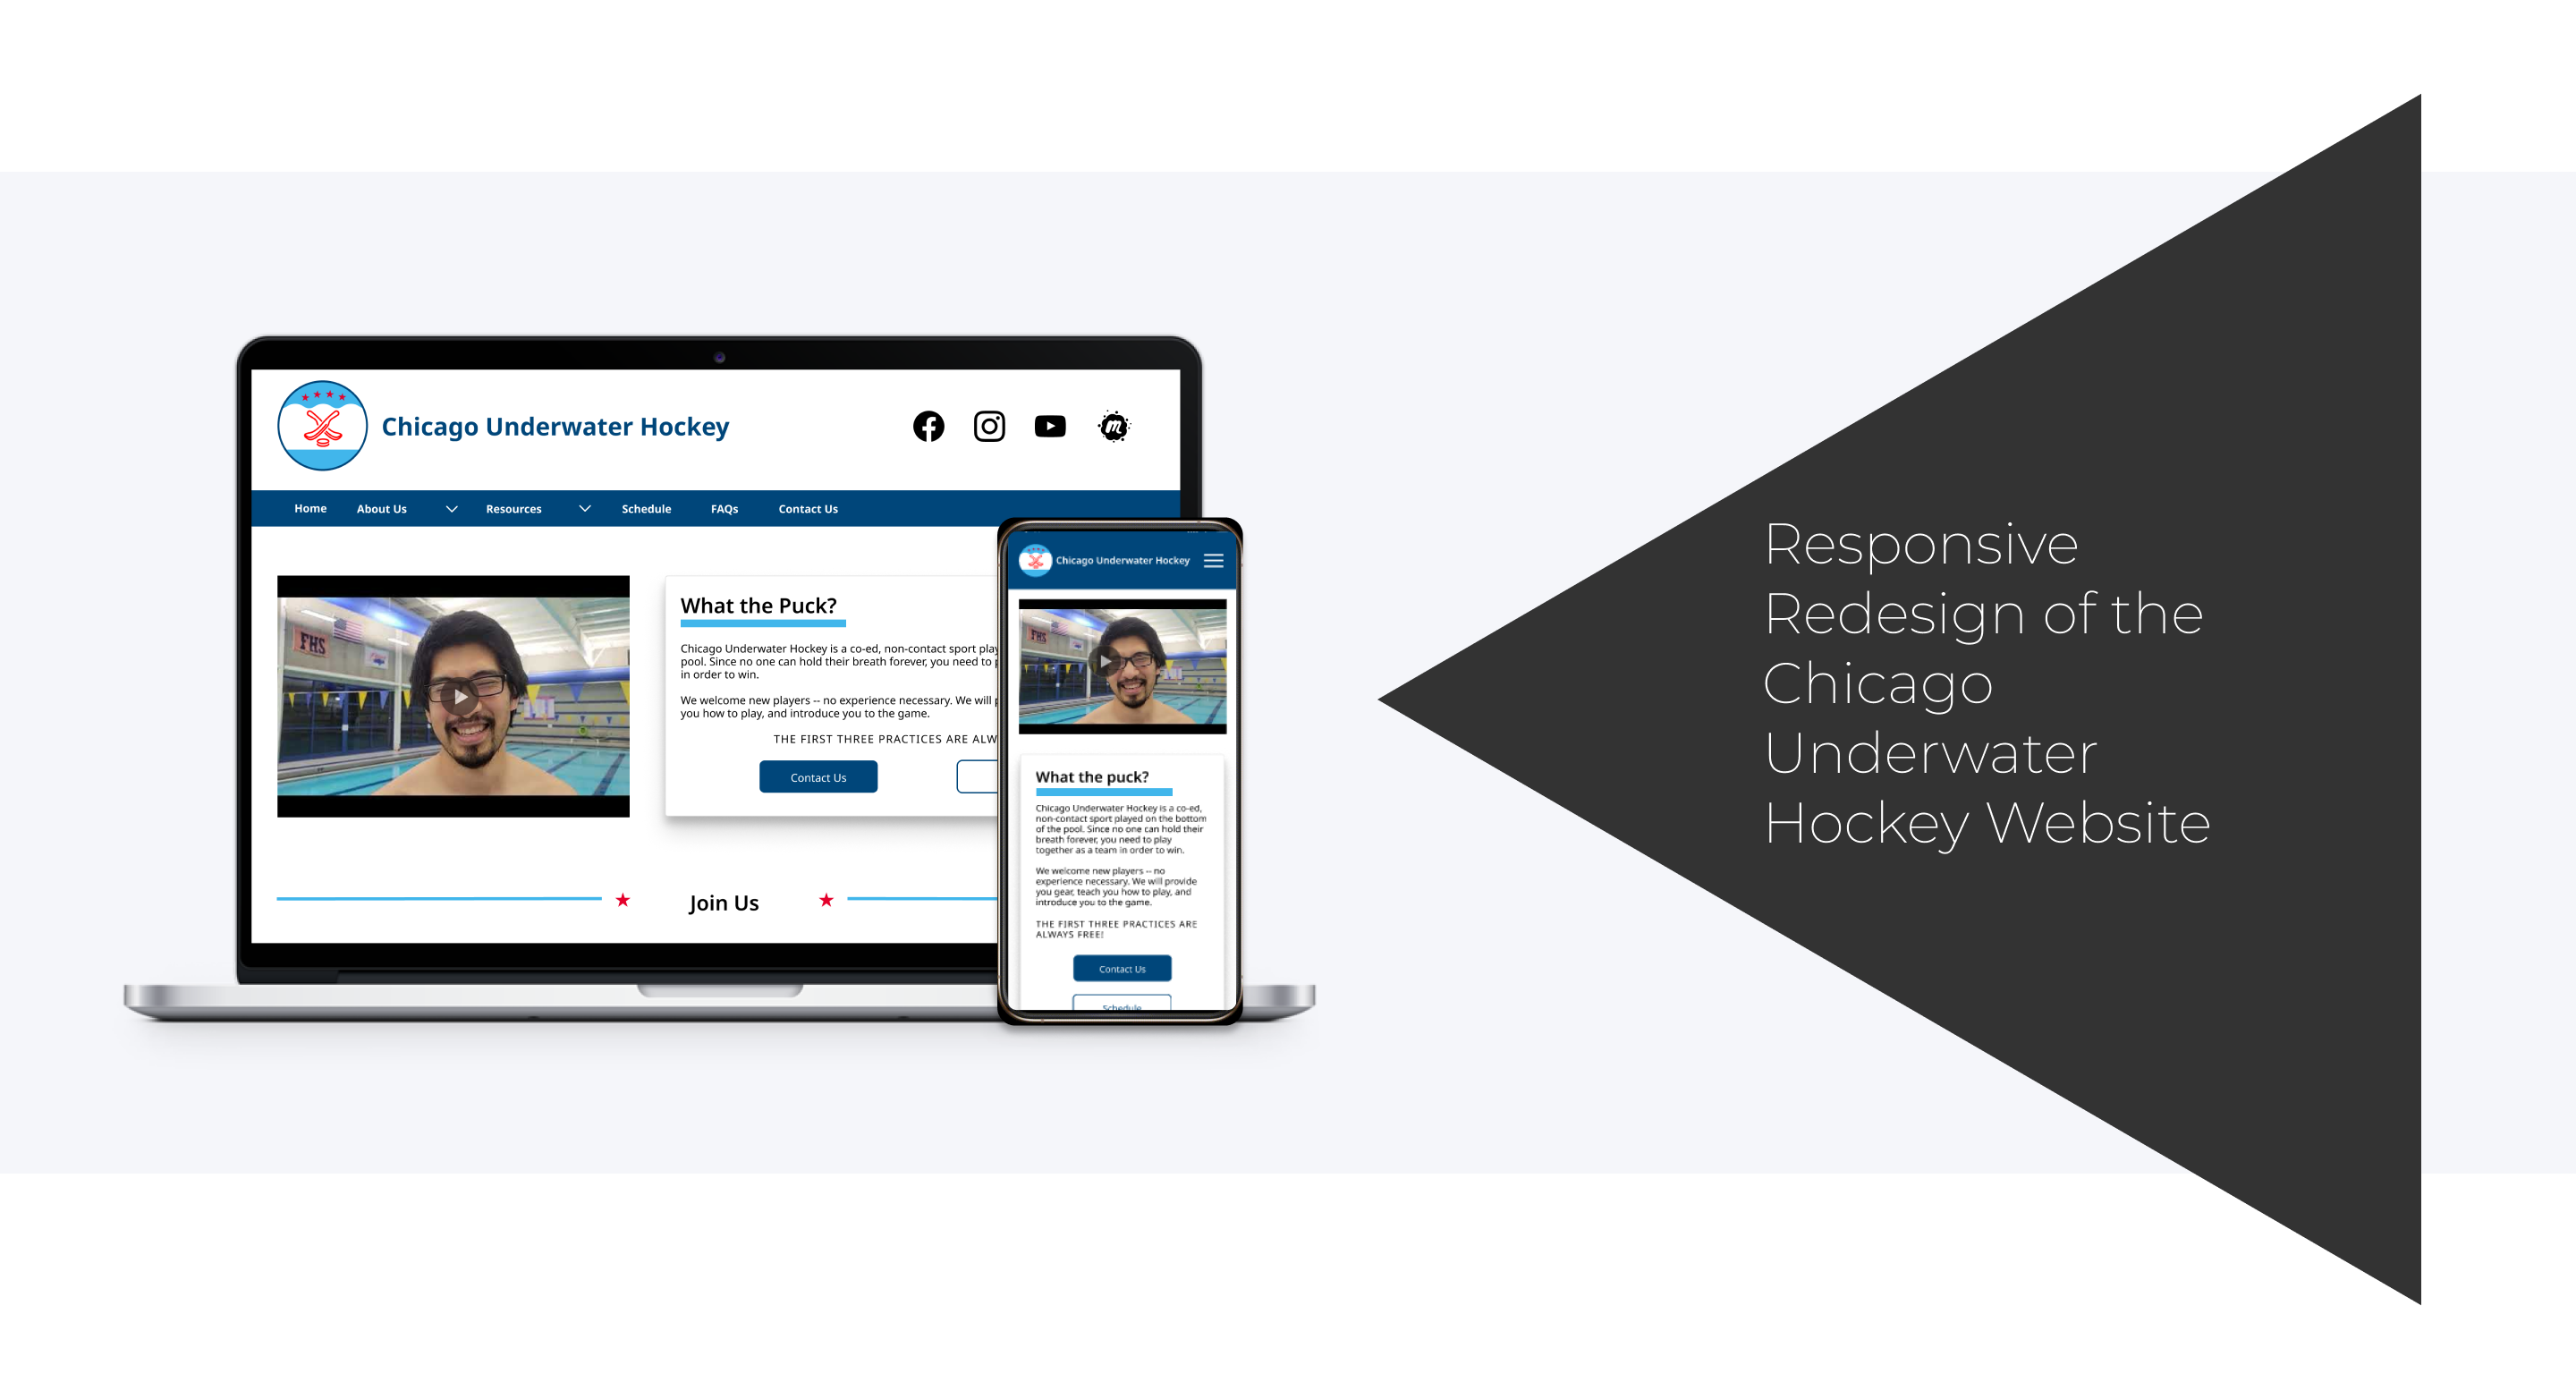 Chicago Underwater Hockey
Home About Us Resources Schedule FAQs Contact Us
FHS
What the Puck?
Chicago Underwater Hockey is a co-ed, non-contact sport play
pool. Since no one can hold their breath forever, you need to p
in order to win.
We welcome new players -- no experience necessary. We will p
you how to play, and introduce you to the game.
THE FIRST THREE PRACTICES ARE ALW
Contact Us
Join Us
Chicago Underwater Hockey
FHS
What the puck?
Chicago Underwater Hockey is a co-ed,
non-contact sport played on the bottom
of the pool. Since no one can hold their
breath forever, you need to play
together as a team in order to win.
We welcome new players -- no
experience necessary. We will provide
you gear, teach you how to play, and
introduce you to the game.
THE FIRST THREE PRACTICES ARE
ALWAYS FREE!
Contact Us
Schedule
Responsive
Redesign of the
Chicago
Underwater
Hockey Website